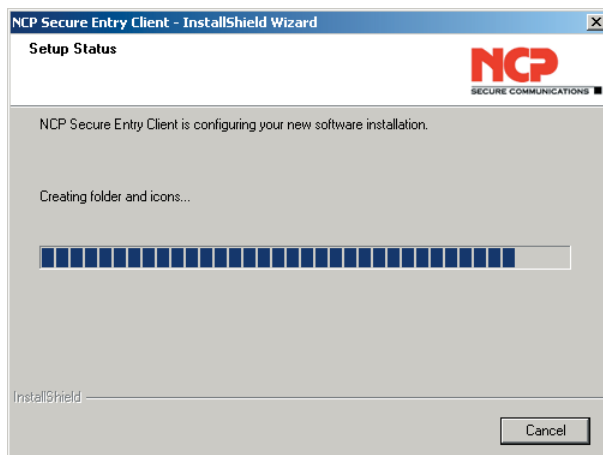 NCP Secure Entry Client - InstallShield Wizard
Setup Status
NCP
SECURE COMMUNICATIONS
NCP Secure Entry Client is configuring your new software installation.
Creating folder and icons...
InstallShield
Cancel